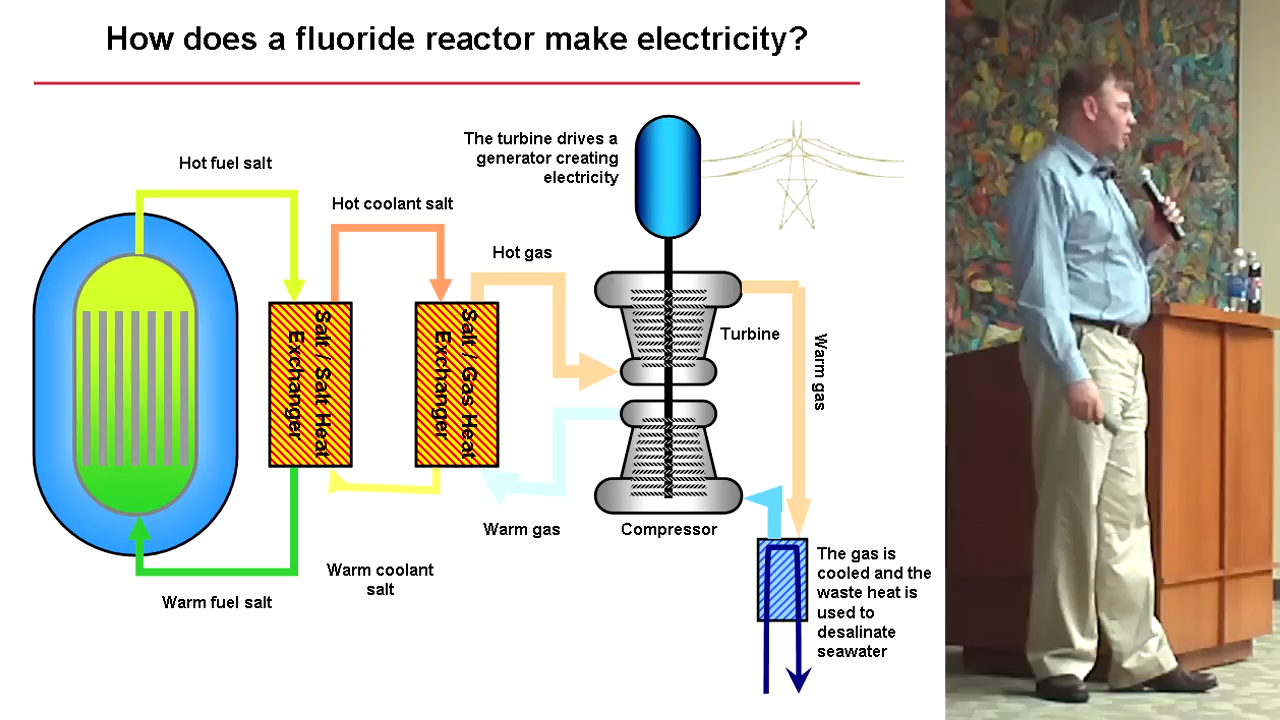 How does a fluoride reactor make electricity?
The turbine drives a
generator creating
electricity
Hot fuel salt
Hot coolant salt
Hot gas
Salt / Salt Heat
Exchanger
Salt / Gas Heat
Exchanger
Turbine
Warm gas
Warm gas
Compressor
Warm coolant
salt
Warm fuel salt
The gas is
cooled and the
waste heat is
used to
desalinate
seawater